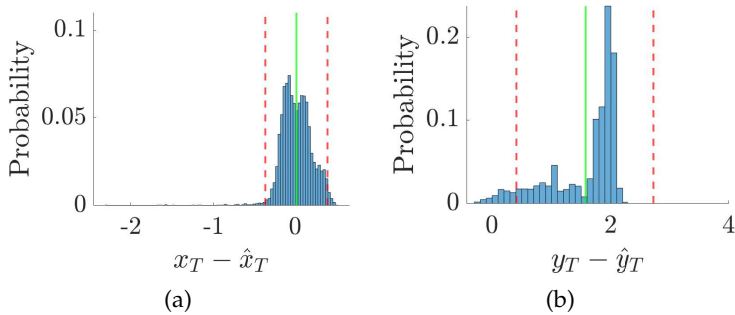 0.1
0.05
0
Probability
-2 -1 0
x_T − x̂_T
(a)
0.2
0.1
0
Probability
0 2 4
y_T − ŷ_T
(b)